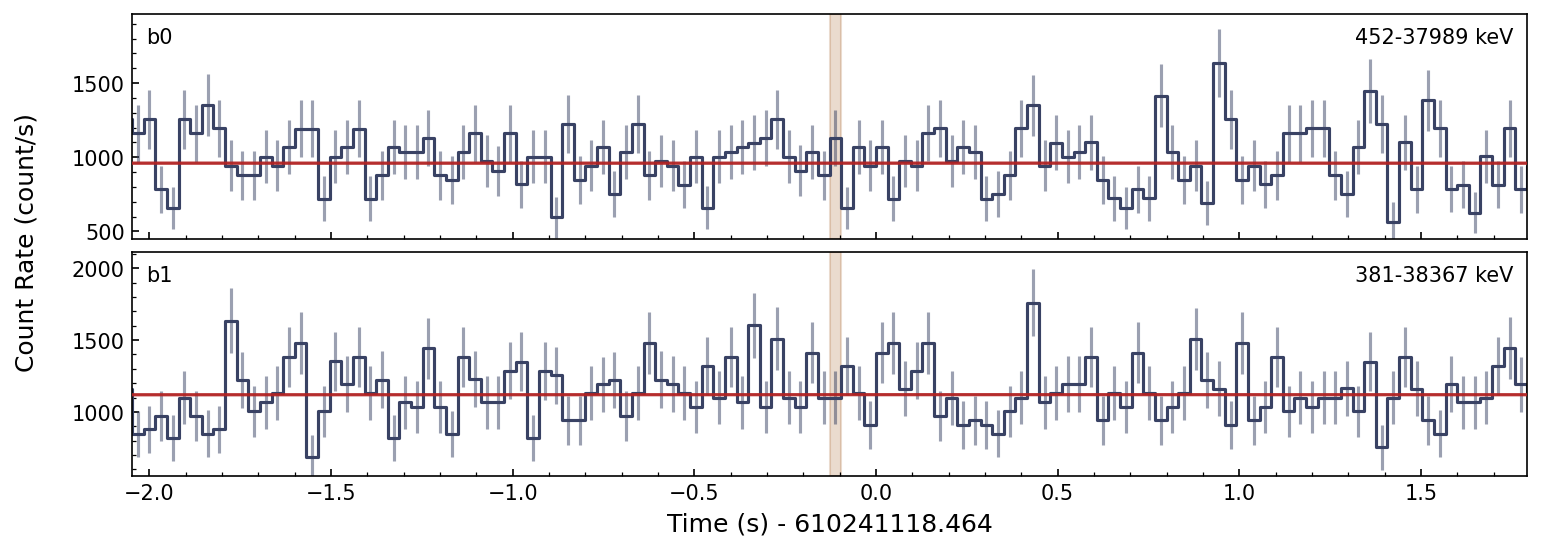 b0
452-37989 keV
1500
1000
500
b1
381-38367 keV
2000
1500
1000
Count Rate (count/s)
−2.0 −1.5 −1.0 −0.5 0.0 0.5 1.0 1.5
Time (s) - 610241118.464